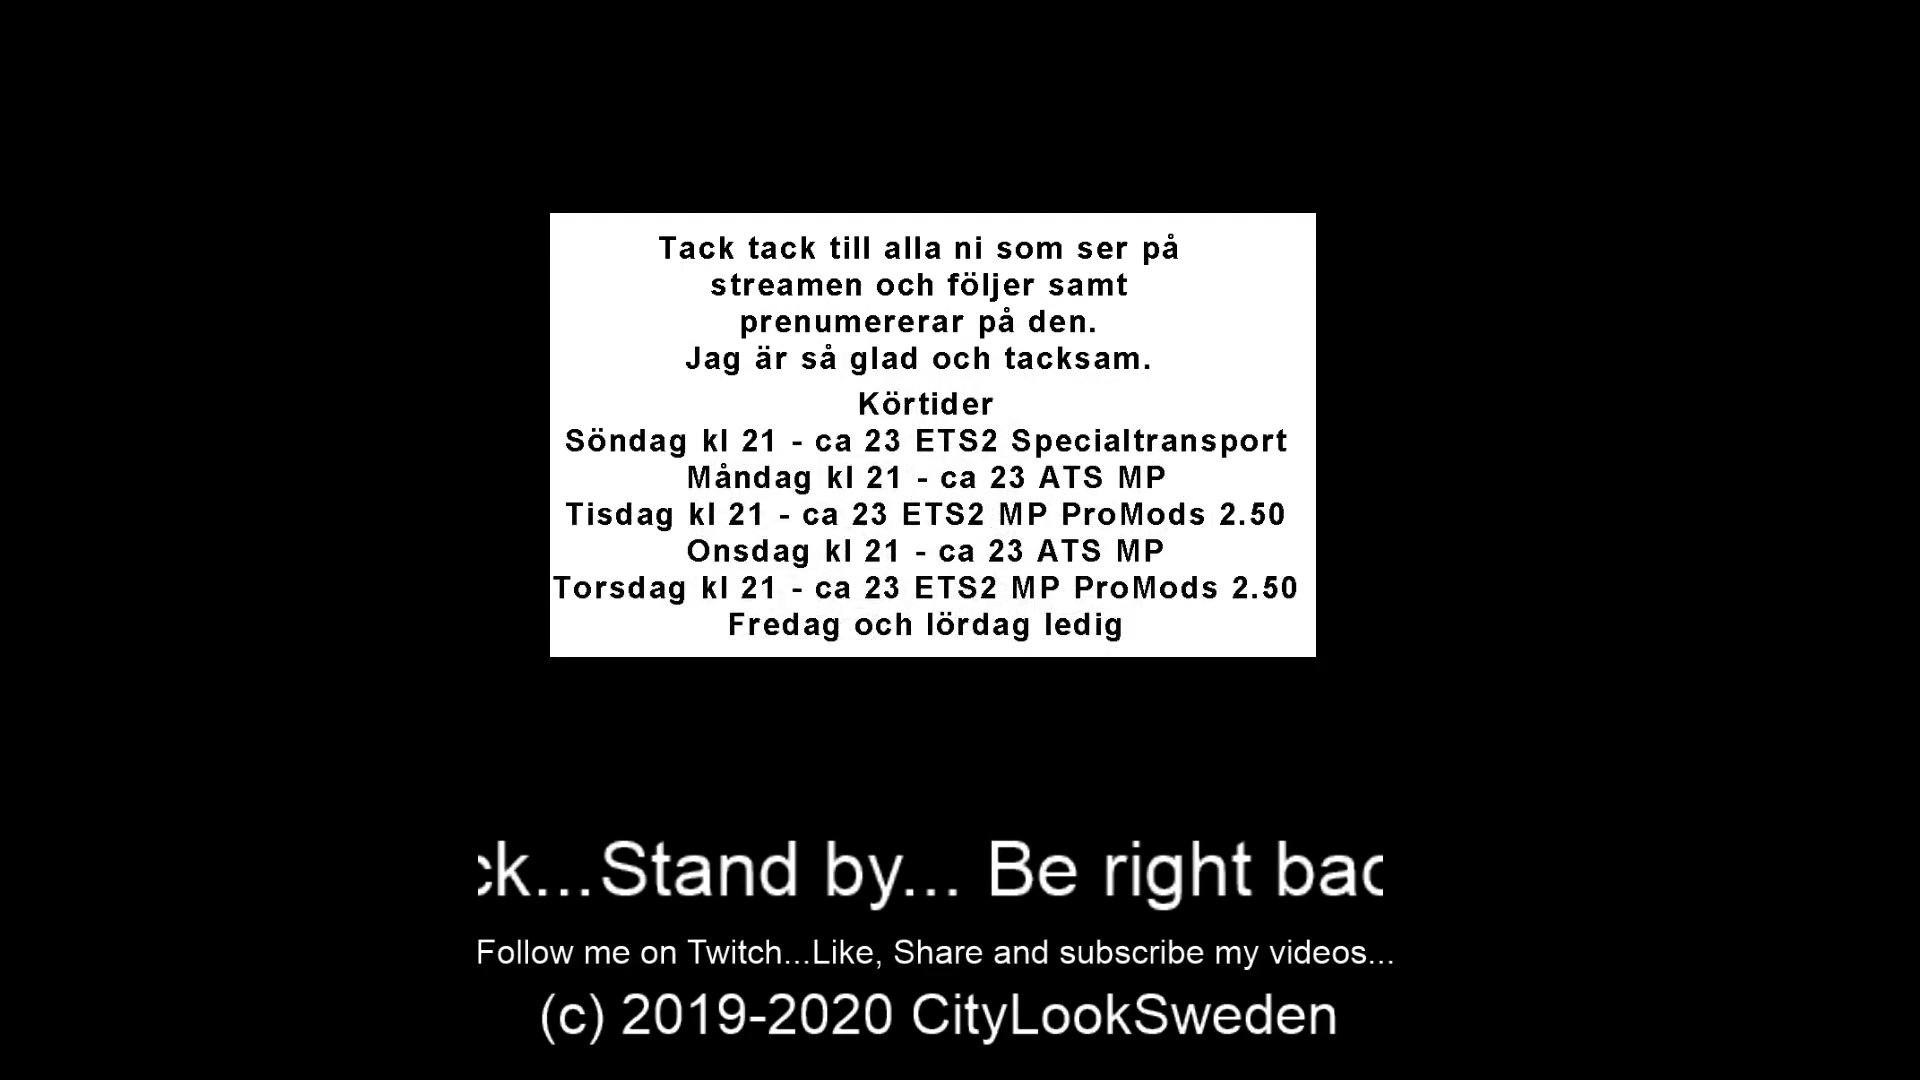 Tack tack till alla ni som ser på
streamen och följer samt
prenumererar på den.
Jag är så glad och tacksam.
Körtider
Söndag kl 21 - ca 23 ETS2 Specialtransport
Måndag kl 21 - ca 23 ATS MP
Tisdag kl 21 - ca 23 ETS2 MP ProMods 2.50
Onsdag kl 21 - ca 23 ATS MP
Torsdag kl 21 - ca 23 ETS2 MP ProMods 2.50
Fredag och lördag ledig
ck...Stand by... Be right bac
Follow me on Twitch...Like, Share and subscribe my videos...
(c) 2019-2020 CityLookSweden